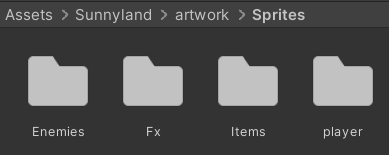 Assets > Sunnyland > artwork > Sprites
Enemies Fx Items player